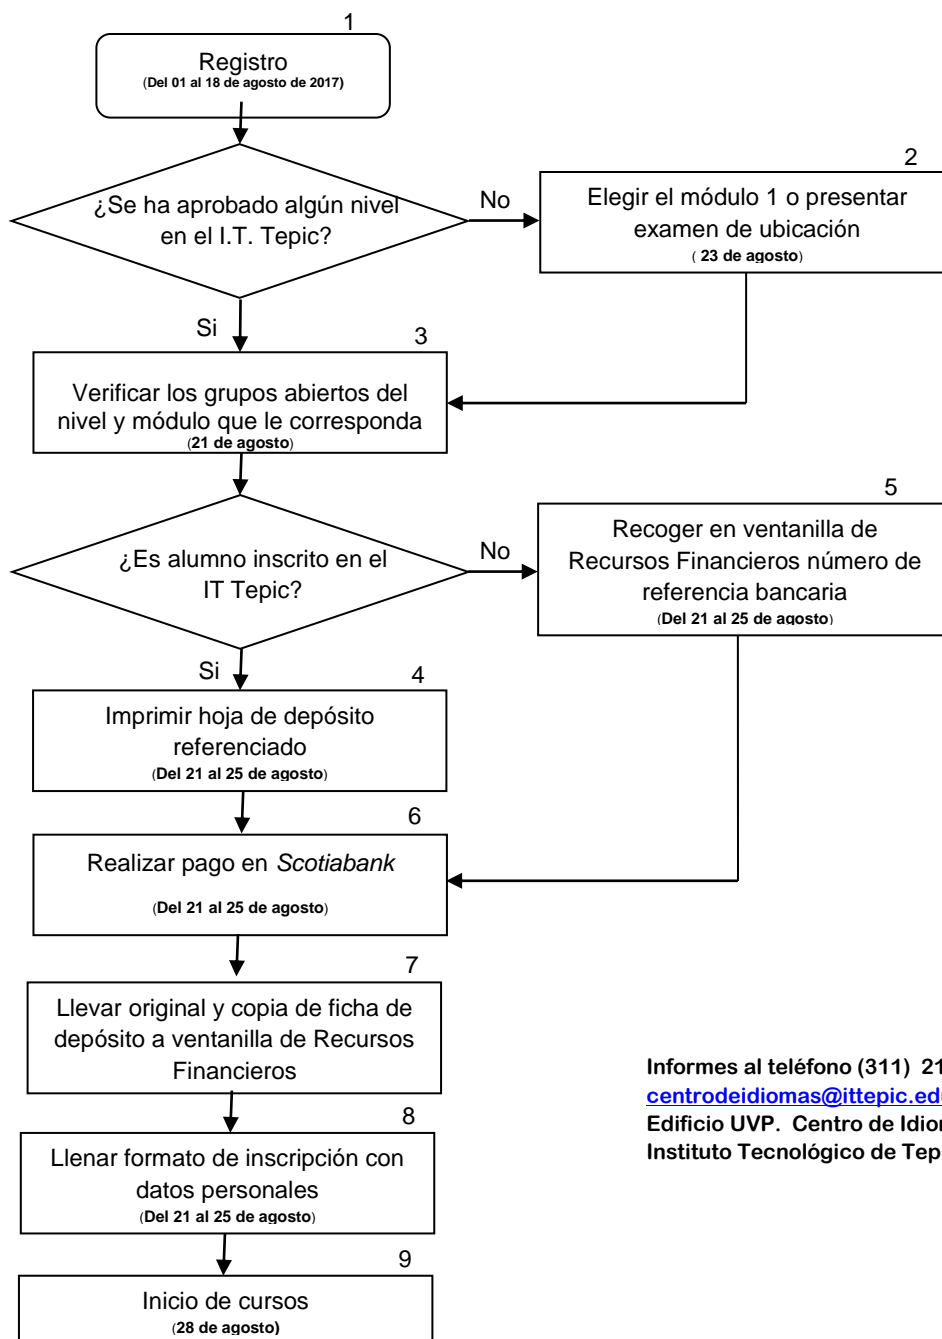 1
Registro
(Del 01 al 18 de agosto de 2017)
¿Se ha aprobado algún nivel
en el I.T. Tepic?
No
2
Elegir el módulo 1 o presentar
examen de ubicación
( 23 de agosto)
Si
3
Verificar los grupos abiertos del
nivel y módulo que le corresponda
(21 de agosto)
¿Es alumno inscrito en el
IT Tepic?
No
5
Recoger en ventanilla de
Recursos Financieros número de
referencia bancaria
(Del 21 al 25 de agosto)
Si
4
Imprimir hoja de depósito
referenciado
(Del 21 al 25 de agosto)
6
Realizar pago en Scotiabank
(Del 21 al 25 de agosto)
7
Llevar original y copia de ficha de
depósito a ventanilla de Recursos
Financieros
8
Llenar formato de inscripción con
datos personales
(Del 21 al 25 de agosto)
9
Inicio de cursos
(28 de agosto)
Informes al teléfono (311) 21
centrodeidiomas@ittepic.ed
Edificio UVP. Centro de
Instituto Tecnológico de Tep